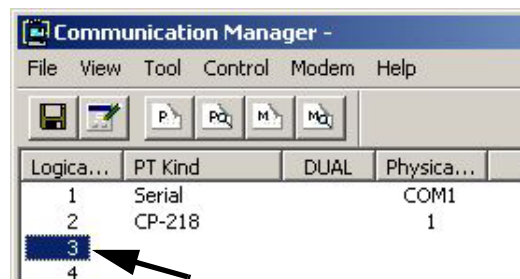 Communication Manager -
File View Tool Control Modem Help
P PQ M MQ
Logica... PT Kind DUAL Physica...
1 Serial COM1
2 CP-218 1
3
4